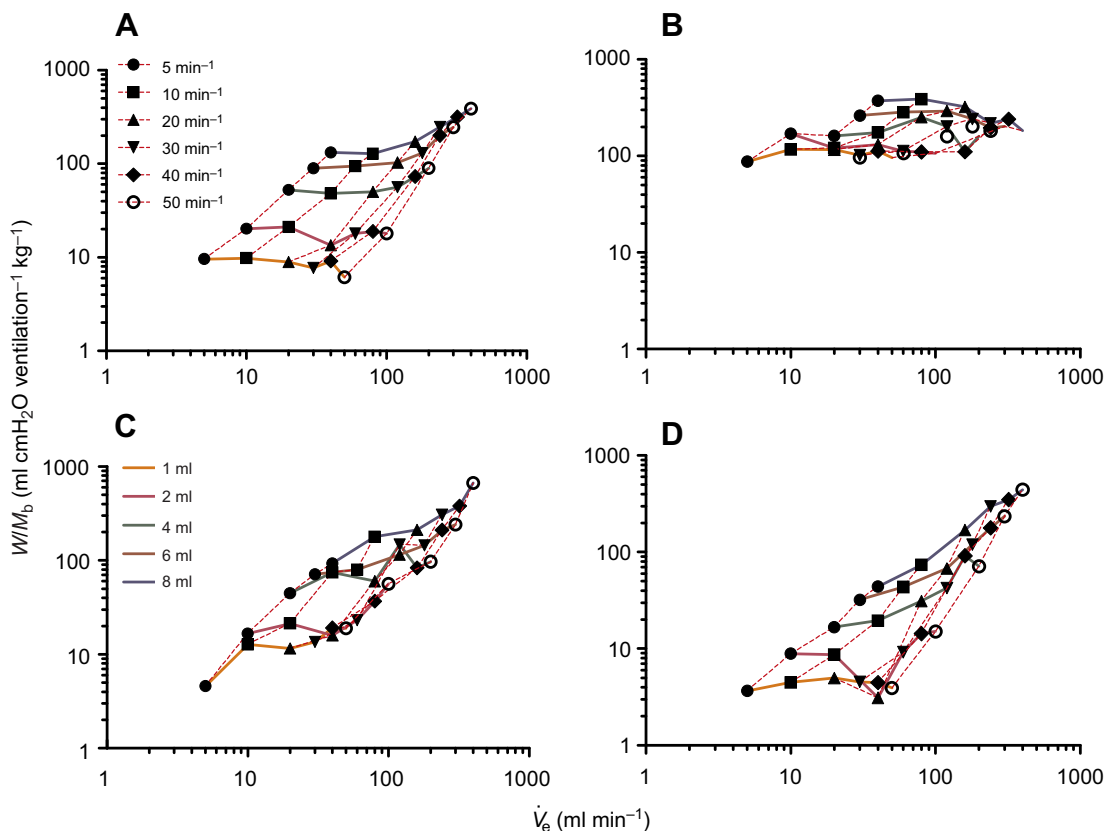 A
B
5 min⁻¹
10 min⁻¹
20 min⁻¹
30 min⁻¹
40 min⁻¹
50 min⁻¹
1000
100
10
1
1 10 100 1000
1000
100
10
1
1 10 100 1000
W/Mb (ml cmH₂O ventilation⁻¹ kg⁻¹)
C
D
1 ml
2 ml
4 ml
6 ml
8 ml
1000
100
10
1
1 10 100 1000
1000
100
10
1
1 10 100 1000
V̇e (ml min⁻¹)